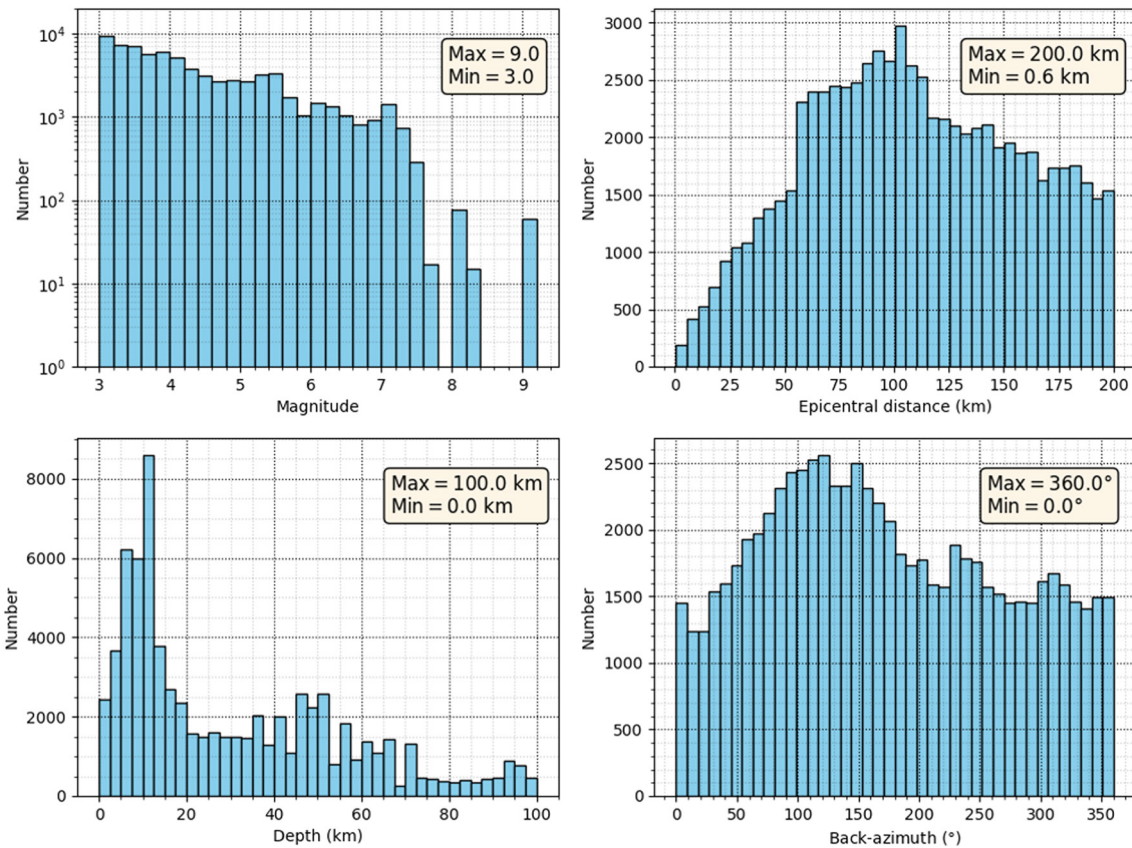 10⁴
10³
10²
10¹
10⁰
Number
Max = 9.0
Min = 3.0
3 4 5 6 7 8 9
Magnitude
3000
2500
2000
1500
1000
500
0
Number
Max = 200.0 km
Min = 0.6 km
0 25 50 75 100 125 150 175 200
Epicentral distance (km)
8000
6000
4000
2000
0
Number
Max = 100.0 km
Min = 0.0 km
0 20 40 60 80 100
Depth (km)
2500
2000
1500
1000
500
0
Number
Max = 360.0°
Min = 0.0°
0 50 100 150 200 250 300 350
Back-azimuth (°)